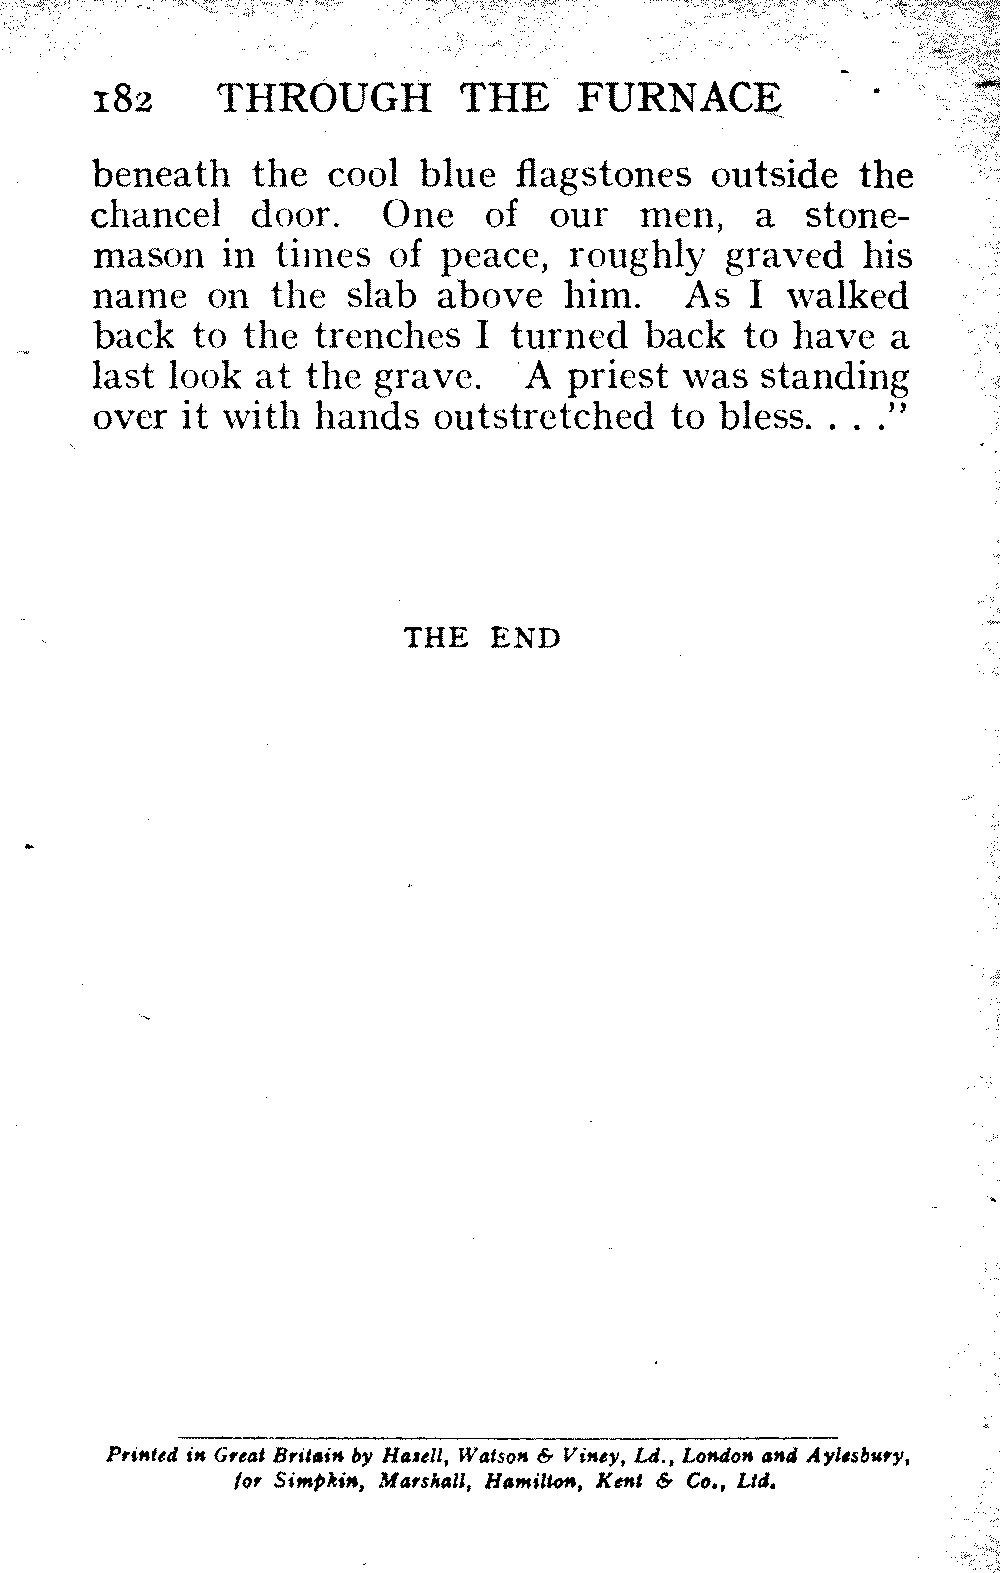 182 THROUGH THE FURNACE
beneath the cool blue flagstones outside the
chancel door. One of our men, a stone-
mason in times of peace, roughly graved his
name on the slab above him. As I walked
back to the trenches I turned back to have a
last look at the grave. A priest was standing
over it with hands outstretched to bless. . . ."
THE END
Printed in Great Britain by Hazell, Watson & Viney, Ld., London and Aylesbury,
for Simpkin, Marshall, Hamilton, Kent & Co., Ltd.